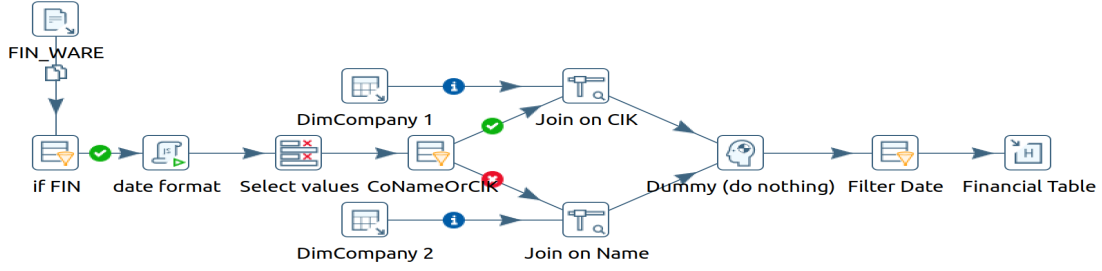 FIN_WARE
DimCompany 1
Join on CIK
if FIN
date format
Select values
CoNameOrCIK
Dummy (do nothing)
Filter Date
Financial Table
DimCompany 2
Join on Name